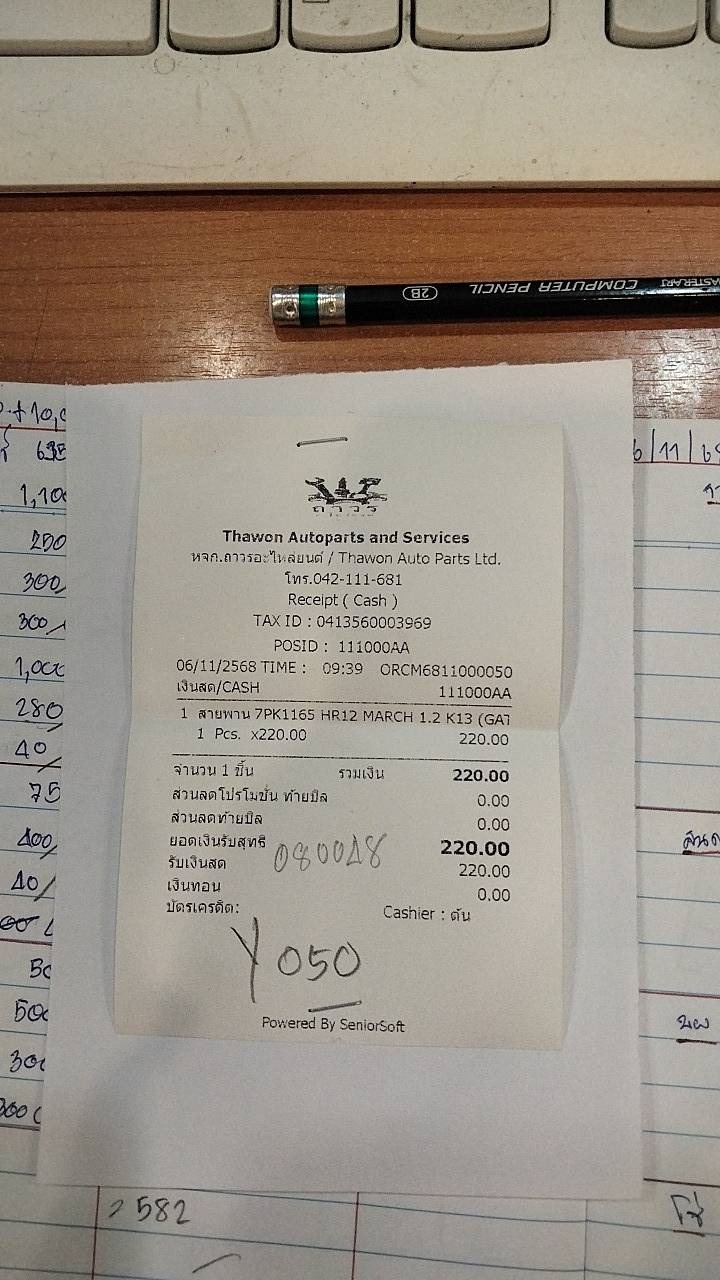 2B COMPUTER PENCIL MASTERART
635
1,100
250
300
300
1,000
280
40
75
400
40
50
500
300
2582
ถาวร
Thawon Autoparts and Services
หจก.ถาวรอะไหล่ยนต์ / Thawon Auto Parts Ltd.
โทร.042-111-681
Receipt ( Cash )
TAX ID : 0413560003969
POSID : 111000AA
06/11/2568 TIME : 09:39 ORCM6811000050
เงินสด/CASH 111000AA
1 สายพาน 7PK1165 HR12 MARCH 1.2 K13 (GAT
1 Pcs. x220.00 220.00
จำนวน 1 ชิ้น รวมเงิน 220.00
ส่วนลดโปรโมชั่น ท้ายบิล 0.00
ส่วนลดท้ายบิล 0.00
ยอดเงินรับสุทธิ 220.00
080048
รับเงินสด 220.00
เงินทอน 0.00
บัตรเครดิต: Cashier : ต้น
Y050
Powered By SeniorSoft